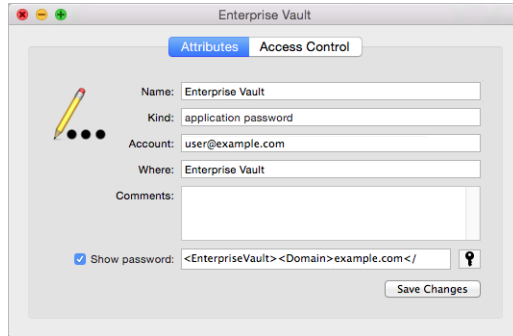 Enterprise Vault
Attributes Access Control
Name: Enterprise Vault
Kind: application password
Account: user@example.com
Where: Enterprise Vault
Comments:
Show password: <EnterpriseVault><Domain>example.com</
Save Changes